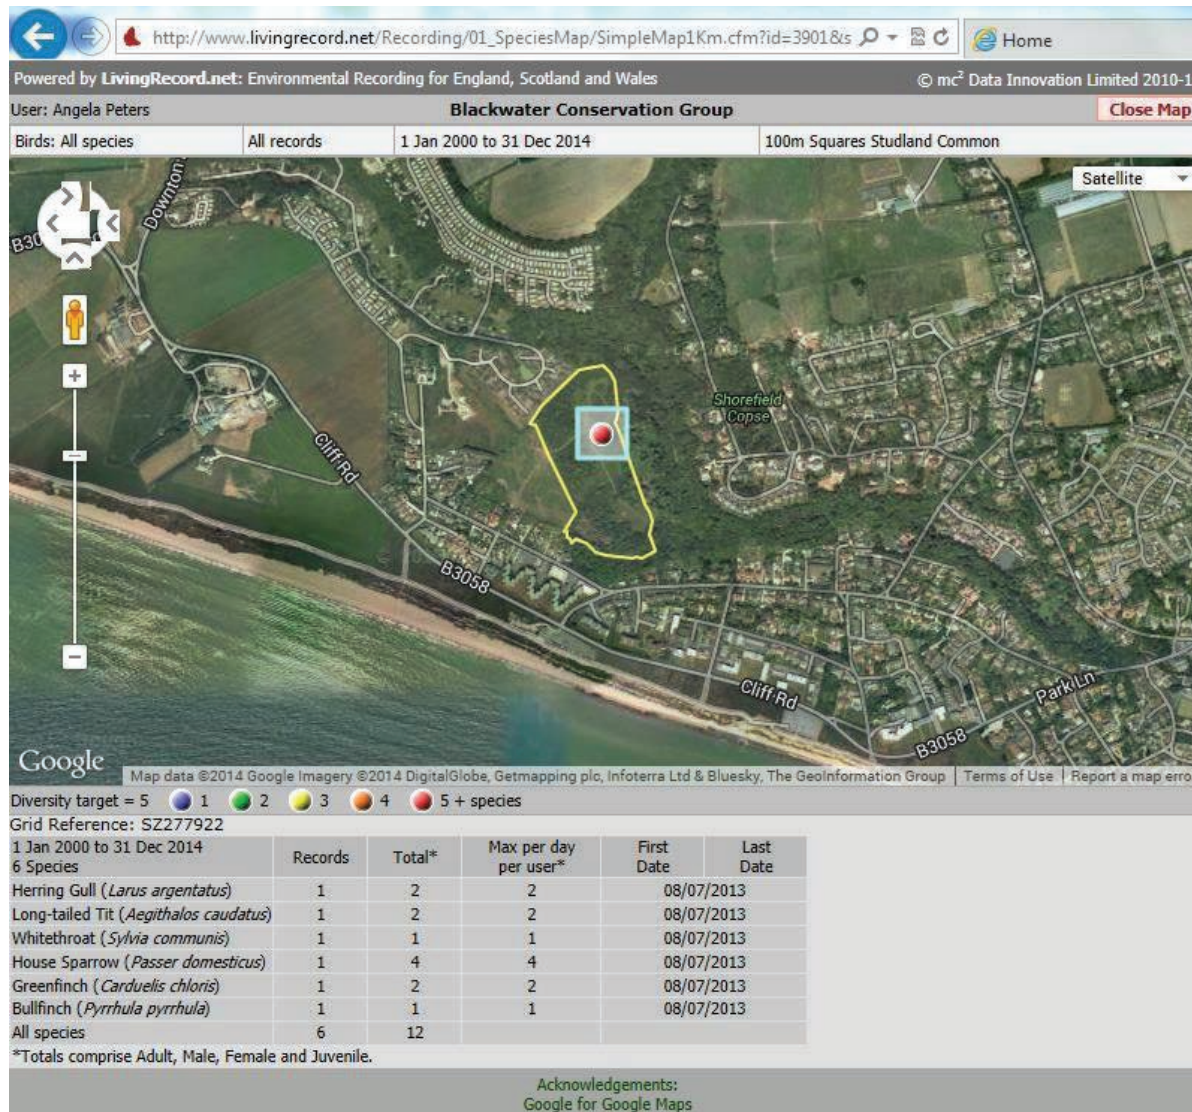 http://www.livingrecord.net/Recording/01_SpeciesMap/SimpleMap1Km.cfm?id=3901&s
Home
Powered by LivingRecord.net: Environmental Recording for England, Scotland and Wales © mc² Data Innovation Limited 2010-1
User: Angela Peters Blackwater Conservation Group Close Map
Birds: All species All records 1 Jan 2000 to 31 Dec 2014 100m Squares Studland Common
Satellite
Downton
B30
Shorefield
Copse
Cliff Rd
B3058
Cliff Rd
Park Ln
B3058
Google
Map data ©2014 Google Imagery ©2014 DigitalGlobe, Getmapping plc, Infoterra Ltd & Bluesky, The GeoInformation Group Terms of Use Report a map erro
Diversity target = 5 1 2 3 4 5 + species
Grid Reference: SZ277922
1 Jan 2000 to 31 Dec 2014
6 Species Records Total* Max per day per user* First Date Last Date
Herring Gull (Larus argentatus) 1 2 2 08/07/2013
Long-tailed Tit (Aegithalos caudatus) 1 2 2 08/07/2013
Whitethroat (Sylvia communis) 1 1 1 08/07/2013
House Sparrow (Passer domesticus) 1 4 4 08/07/2013
Greenfinch (Carduelis chloris) 1 2 2 08/07/2013
Bullfinch (Pyrrhula pyrrhula) 1 1 1 08/07/2013
All species 6 12
*Totals comprise Adult, Male, Female and Juvenile.
Acknowledgements:
Google for Google Maps